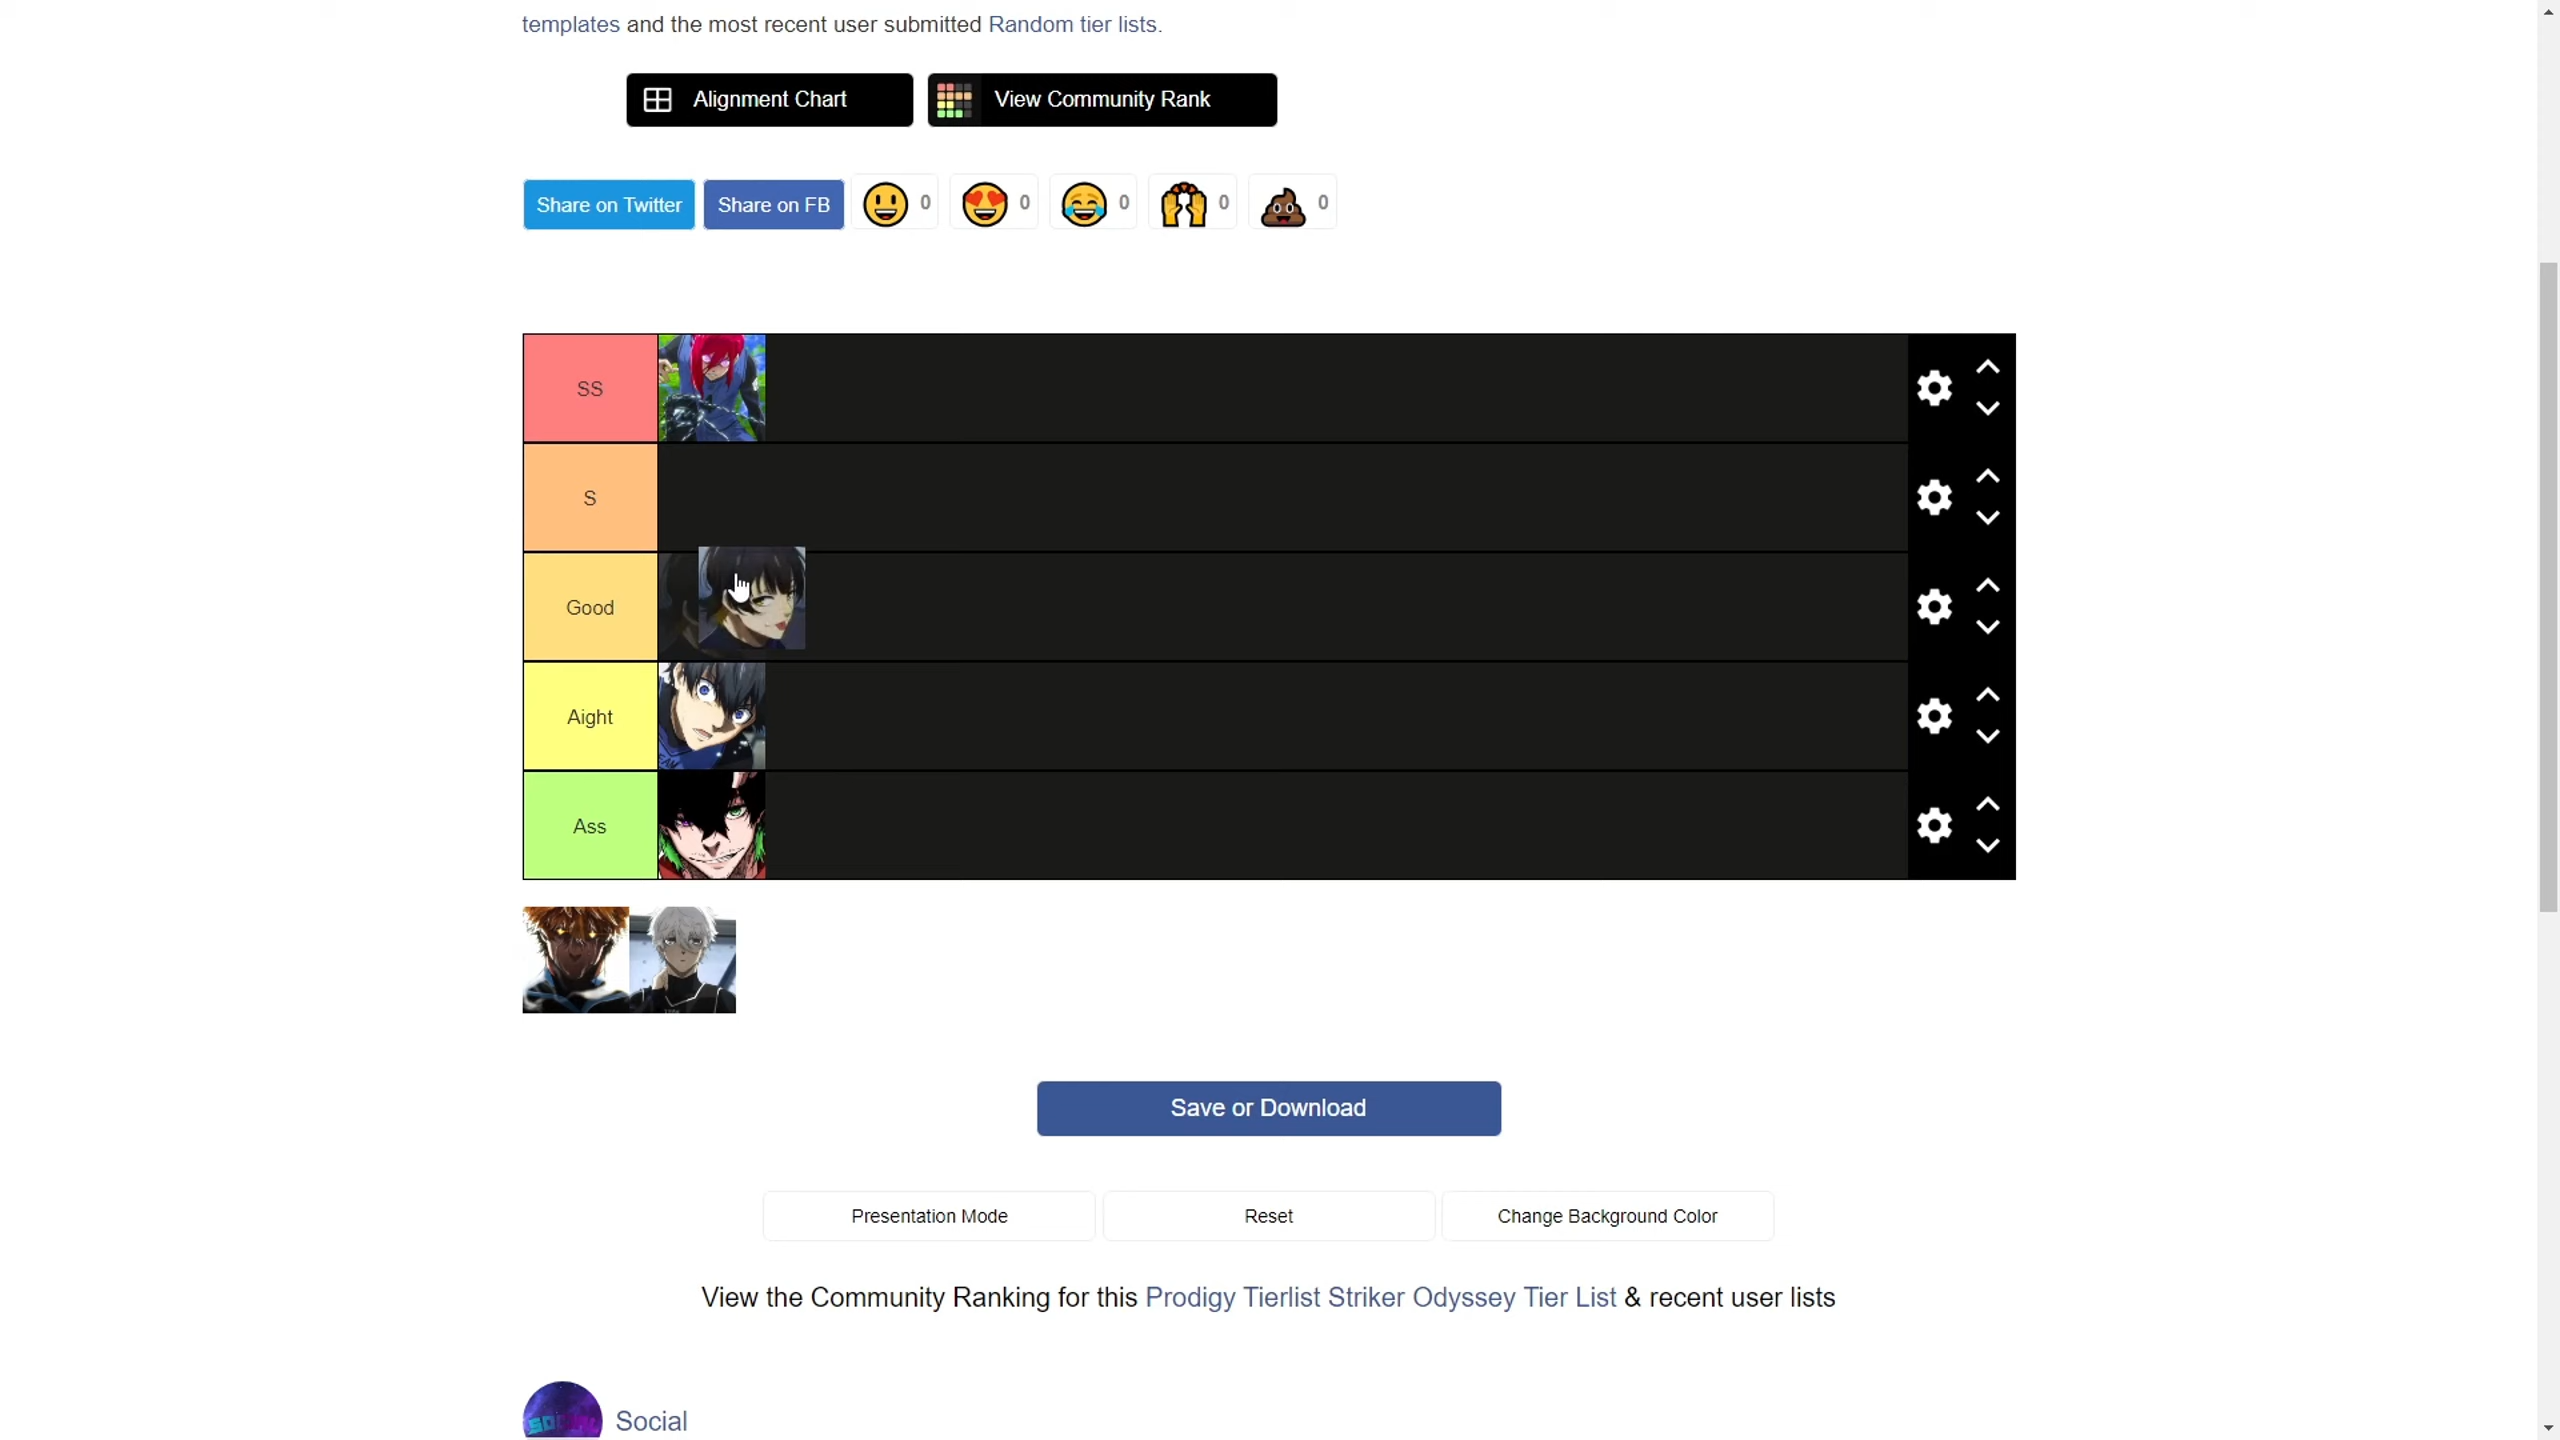 templates and the most recent user submitted Random tier lists.
Alignment Chart
View Community Rank
Share on Twitter
Share on FB
0
0
0
0
0
SS
S
Good
Aight
Ass
Save or Download
Presentation Mode
Reset
Change Background Color
View the Community Ranking for this Prodigy Tierlist Striker Odyssey Tier List & recent user lists
Social